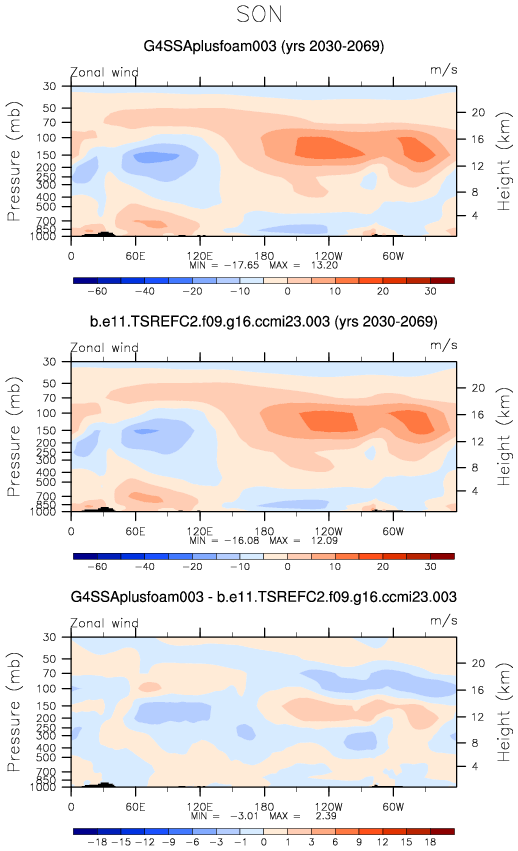 SON
G4SSAplusfoam003 (yrs 2030-2069)
Zonal wind m/s
30
50
70
100
150
200
250
300
400
500
700
850
1000
Pressure (mb)
20
16
12
8
4
Height (km)
0 60E 120E 180 120W 60W
MIN = -17.65 MAX = 13.20
-60 -40 -20 -10 0 10 20 30
b.e11.TSREFC2.f09.g16.ccmi23.003 (yrs 2030-2069)
Zonal wind m/s
30
50
70
100
150
200
250
300
400
500
700
850
1000
Pressure (mb)
20
16
12
8
4
Height (km)
0 60E 120E 180 120W 60W
MIN = -16.08 MAX = 12.09
-60 -40 -20 -10 0 10 20 30
G4SSAplusfoam003 - b.e11.TSREFC2.f09.g16.ccmi23.003
Zonal wind m/s
30
50
70
100
150
200
250
300
400
500
700
850
1000
Pressure (mb)
20
16
12
8
4
Height (km)
0 60E 120E 180 120W 60W
MIN = -3.01 MAX = 2.39
-18 -15 -12 -9 -6 -3 -1 0 1 3 6 9 12 15 18